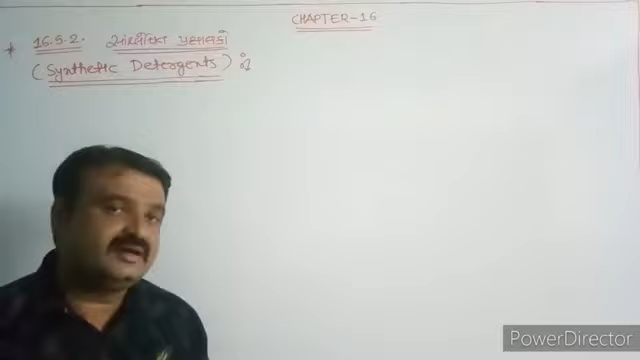 CHAPTER-16
* 16.5.2. સાંશ્લેષિત પ્રક્ષાલકો
(Synthetic Detergents) :
PowerDirector